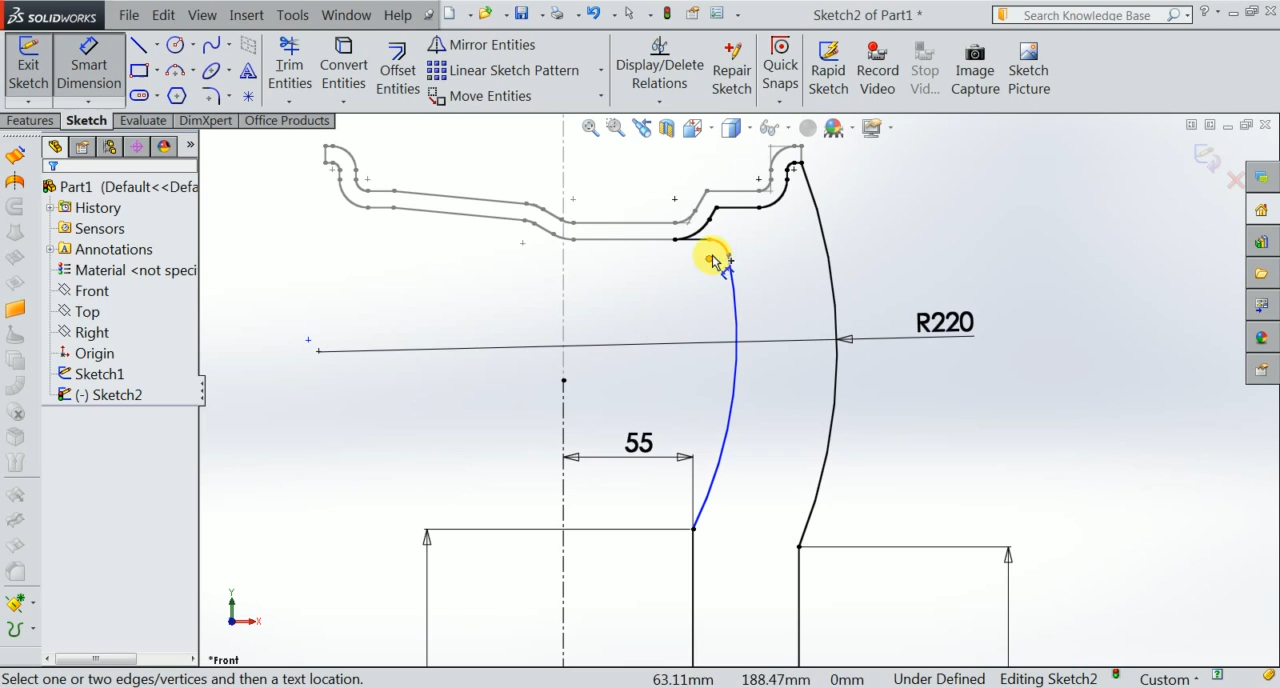 SOLIDWORKS File Edit View Insert Tools Window Help Sketch2 of Part1 * Search Knowledge Base ?
Exit Sketch
Smart Dimension
Trim Entities
Convert Entities
Offset Entities
Mirror Entities
Linear Sketch Pattern
Move Entities
Display/Delete Relations
Repair Sketch
Quick Snaps
Rapid Sketch
Record Video
Stop Vid...
Image Capture
Sketch Picture
Features Sketch Evaluate DimXpert Office Products
»
Part1 (Default<<Defa
History
Sensors
Annotations
Material <not speci
Front
Top
Right
Origin
Sketch1
(-) Sketch2
R220
55
Y
X
*Front
Select one or two edges/vertices and then a text location. 63.11mm 188.47mm 0mm Under Defined Editing Sketch2 Custom ?